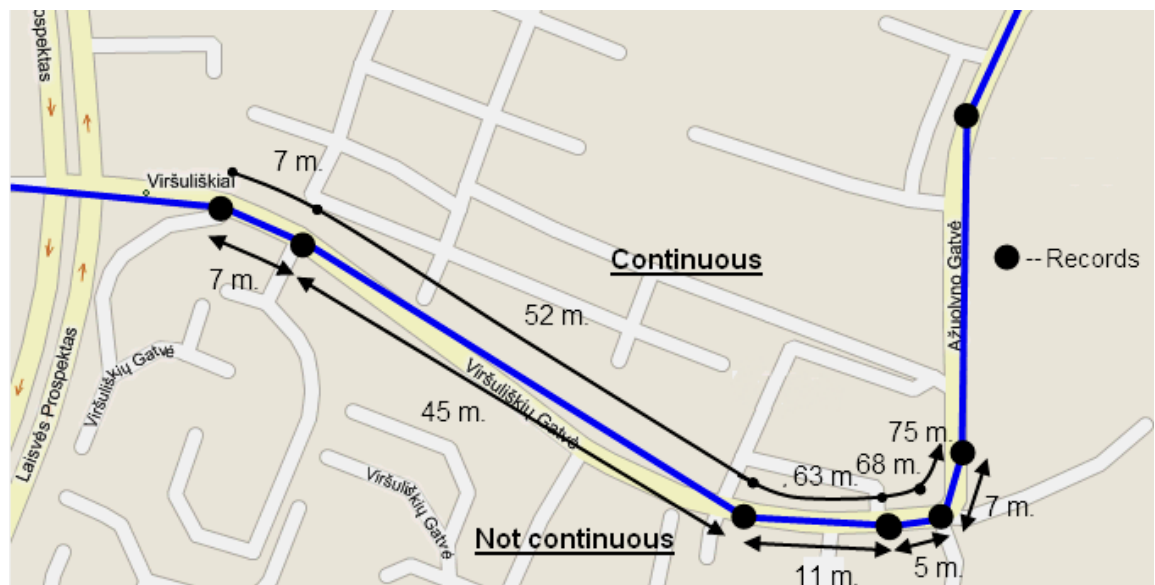 Prospektas
Viršuliškiai
7 m.
7 m.
Continuous
-- Records
Ažuolyno Gatvė
52 m.
Viršuliškių Gatvė
Viršuliškių Gatvė
45 m.
Laisvės Prospektas
75 m.
68 m.
63 m.
Viršuliškių Gatvė
7 m.
Not continuous
11 m.
5 m.